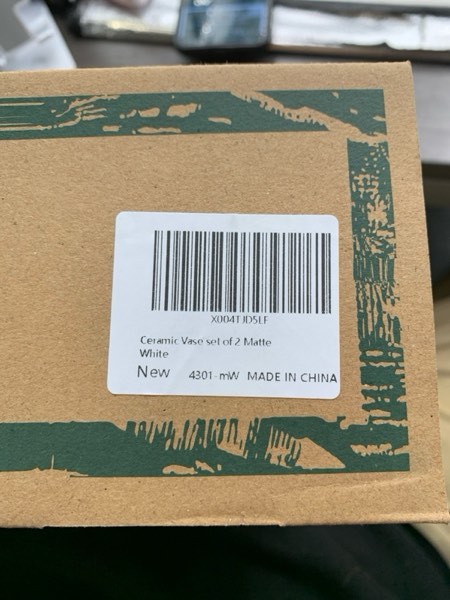 X004TJD5LF
Ceramic Vase set of 2 Matte
White
New 4301-mW MADE IN CHINA